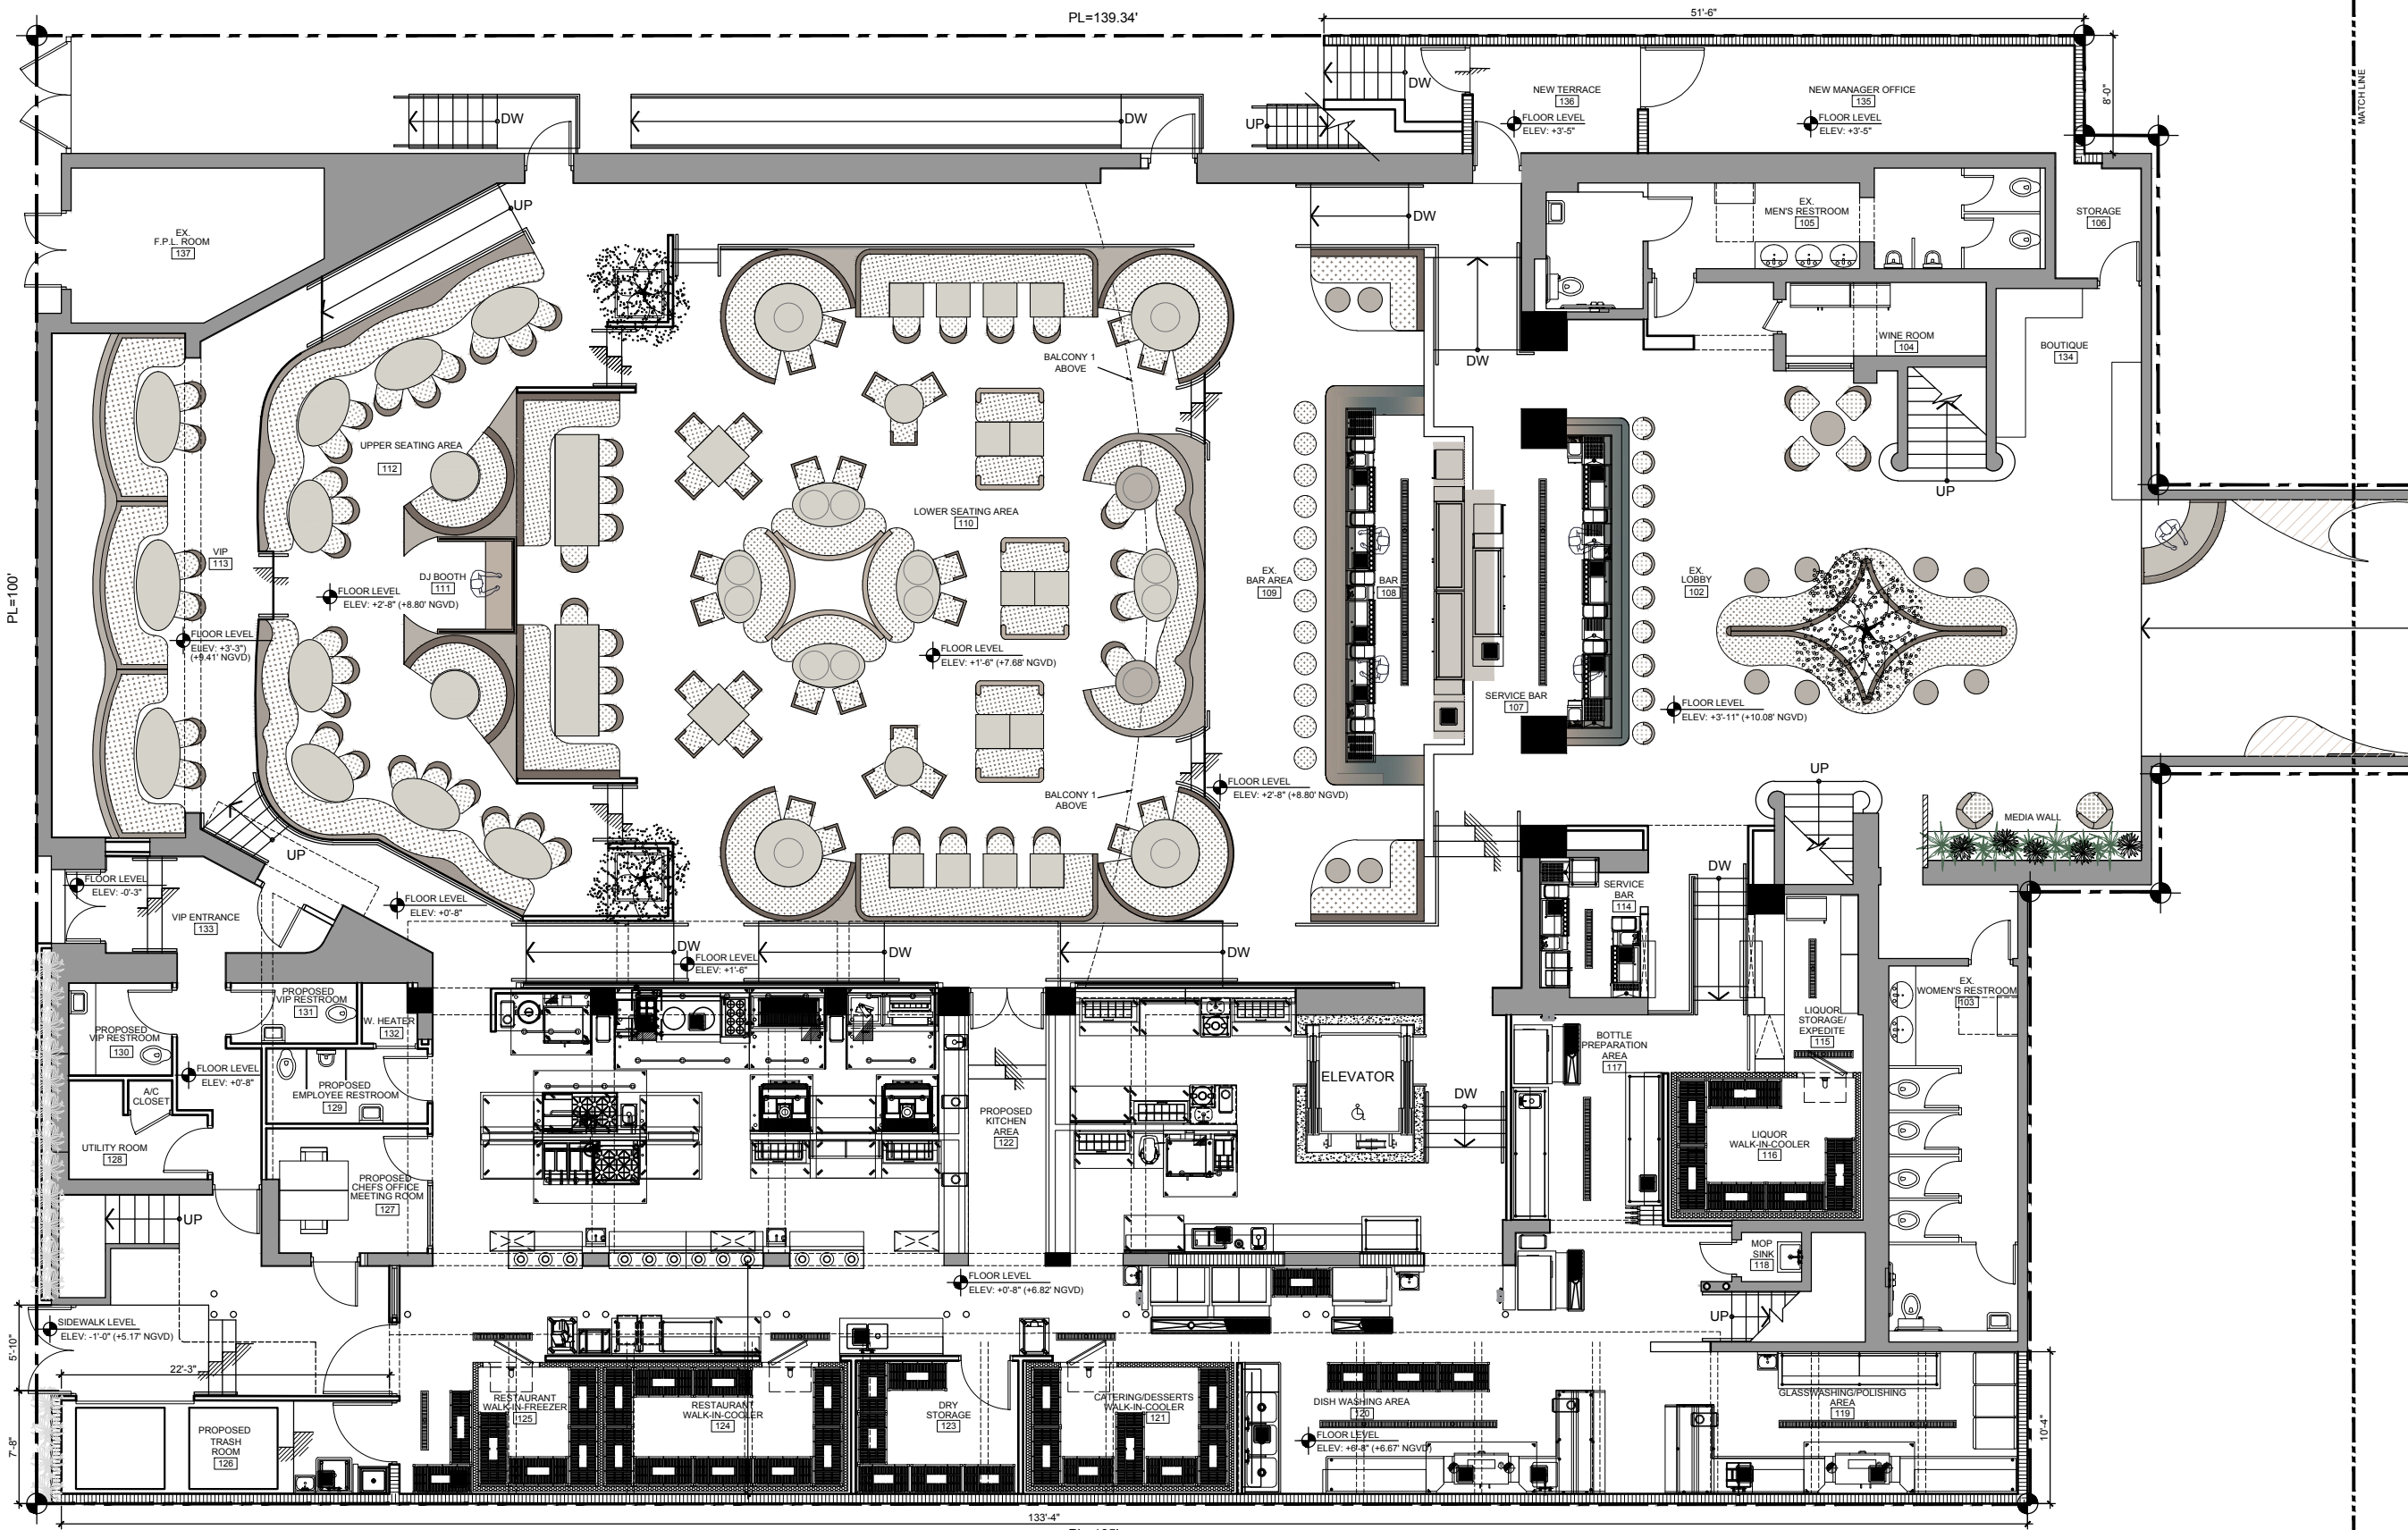 PL=139.34'
51'-6"
8'-0"
MATCH LINE
PL=100'
DW
DW
UP
DW
NEW TERRACE
136
FLOOR LEVEL
ELEV: +3'-5"
NEW MANAGER OFFICE
135
FLOOR LEVEL
ELEV: +3'-5"
EX.
F.P.L. ROOM
137
UP
DW
DW
EX.
MEN'S RESTROOM
105
STORAGE
106
WINE ROOM
104
BOUTIQUE
134
UP
BALCONY 1
ABOVE
UPPER SEATING AREA
112
LOWER SEATING AREA
110
VIP
113
DJ BOOTH
111
FLOOR LEVEL
ELEV: +2'-8" (+8.80' NGVD)
FLOOR LEVEL
ELEV: +3'-3")
(+9.41' NGVD)
FLOOR LEVEL
ELEV: +1'-6" (+7.68' NGVD)
EX.
BAR AREA
109
BAR
108
SERVICE BAR
107
EX.
LOBBY
102
FLOOR LEVEL
ELEV: +3'-11" (+10.08' NGVD)
BALCONY 1
ABOVE
FLOOR LEVEL
ELEV: +2'-8" (+8.80' NGVD)
UP
MEDIA WALL
UP
FLOOR LEVEL
ELEV: -0'-3"
FLOOR LEVEL
ELEV: +0'-8"
VIP ENTRANCE
133
DW
FLOOR LEVEL
ELEV: +1'-6"
DW
DW
SERVICE
BAR
114
DW
LIQUOR
STORAGE/
EXPEDITE
115
EX.
WOMEN'S RESTROOM
103
PROPOSED
VIP RESTROOM
131
W. HEATER
132
PROPOSED
VIP RESTROOM
130
FLOOR LEVEL
ELEV: +0'-8"
A/C
CLOSET
PROPOSED
EMPLOYEE RESTROOM
129
UTILITY ROOM
128
PROPOSED
CHEFS OFFICE
MEETING ROOM
127
UP
PROPOSED
KITCHEN
AREA
122
ELEVATOR
DW
BOTTLE
PREPARATION
AREA
117
LIQUOR
WALK-IN-COOLER
116
MOP
SINK
118
UP
FLOOR LEVEL
ELEV: +0'-8" (+6.82' NGVD)
SIDEWALK LEVEL
ELEV: -1'-0" (+5.17' NGVD)
5'-10"
22'-3"
7'-8"
PROPOSED
TRASH
ROOM
126
RESTAURANT
WALK-IN-FREEZER
125
RESTAURANT
WALK-IN-COOLER
124
DRY
STORAGE
123
CATERING/DESSERTS
WALK-IN-COOLER
121
DISH WASHING AREA
120
FLOOR LEVEL
ELEV: +6'-8" (+6.67' NGVD)
GLASSWASHING/POLISHING
AREA
119
10'-4"
133'-4"